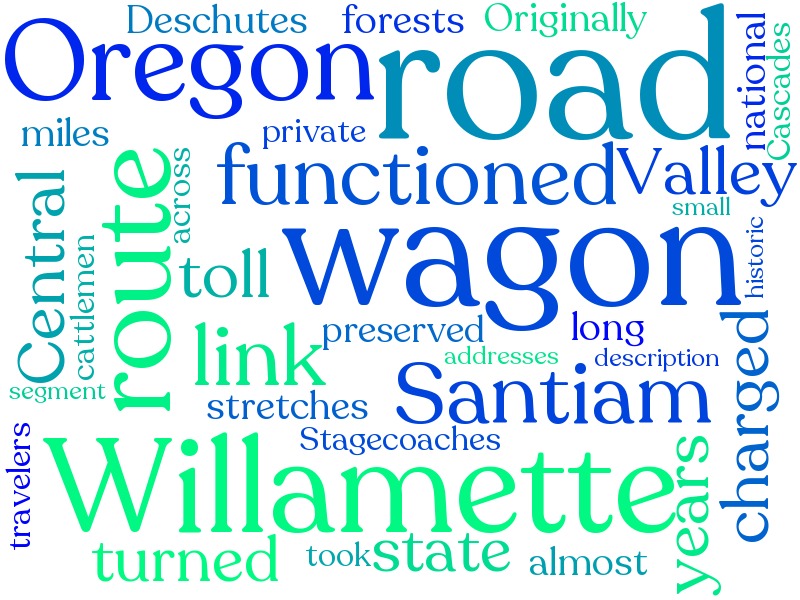 Deschutes
forests
Originally
Oregon
road
national
Cascades
miles
private
functioned
Valley
small
across
route
Central
cattlemen
toll
wagon
historic
link
preserved
long
addresses
description
segment
stretches
Santiam
charged
Stagecoaches
travelers
Willamette
years
turned
took
state
almost